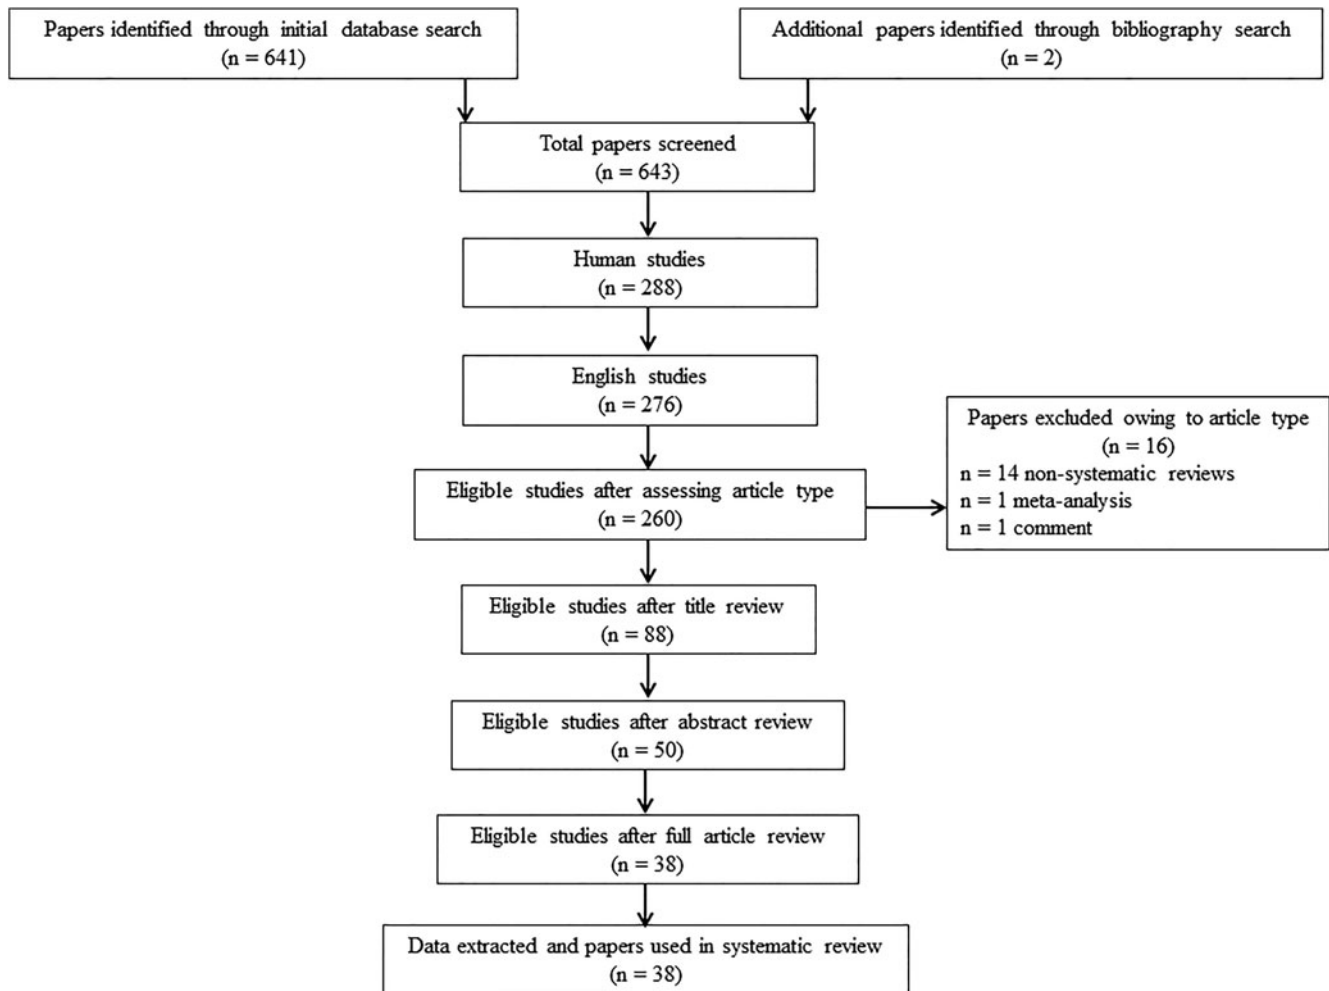 Papers identified through initial database search
(n = 641)
Additional papers identified through bibliography search
(n = 2)
Total papers screened
(n = 643)
Human studies
(n = 288)
English studies
(n = 276)
Papers excluded owing to article type
(n = 16)
n = 14 non-systematic reviews
n = 1 meta-analysis
n = 1 comment
Eligible studies after assessing article type
(n = 260)
Eligible studies after title review
(n = 88)
Eligible studies after abstract review
(n = 50)
Eligible studies after full article review
(n = 38)
Data extracted and papers used in systematic review
(n = 38)